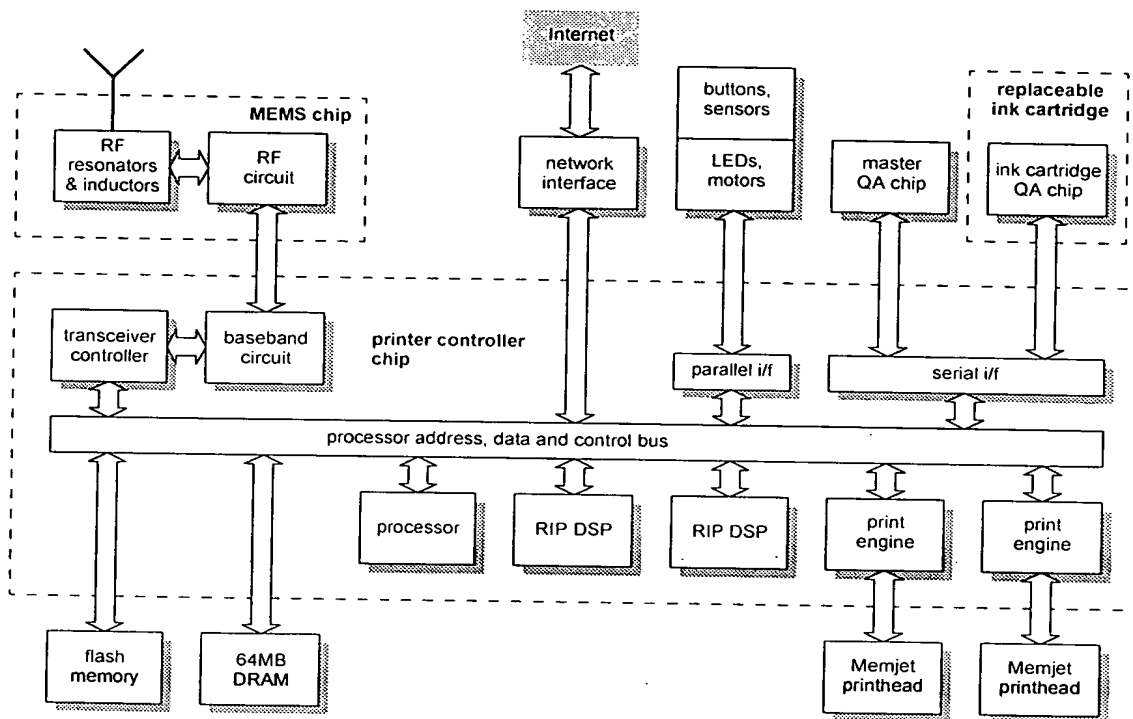 Internet
MEMS chip
RF
resonators
& inductors
RF
circuit
network
interface
buttons,
sensors
LEDs,
motors
master
QA chip
replaceable
ink cartridge
ink cartridge
QA chip
transceiver
controller
baseband
circuit
printer controller
chip
parallel i/f
serial i/f
processor address, data and control bus
processor
RIP DSP
RIP DSP
print
engine
print
engine
flash
memory
64MB
DRAM
Memjet
printhead
Memjet
printhead